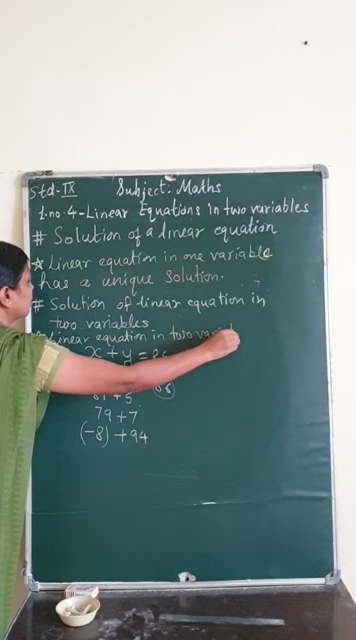 Std-IX Subject: Maths
L.no.4-Linear Equations in two variables
# Solution of a linear equation
* Linear equation in one variable
has a unique solution.
# Solution of linear equation in
two variables
Linear equation in two
x + y =
79 + 7
(-8) + 94